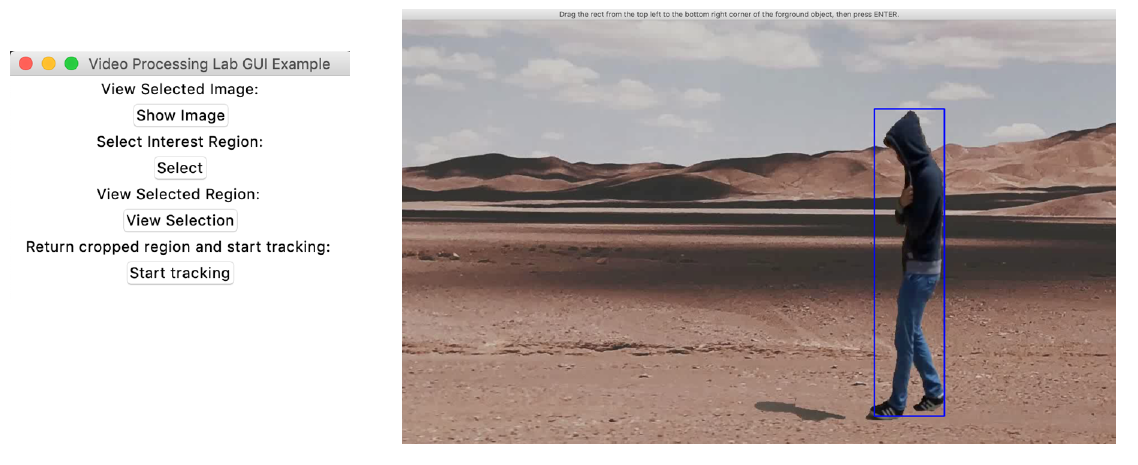 Video Processing Lab GUI Example
View Selected Image:
Show Image
Select Interest Region:
Select
View Selected Region:
View Selection
Return cropped region and start tracking:
Start tracking
Drag the rect from the top left to the bottom right corner of the forground object, then press ENTER.